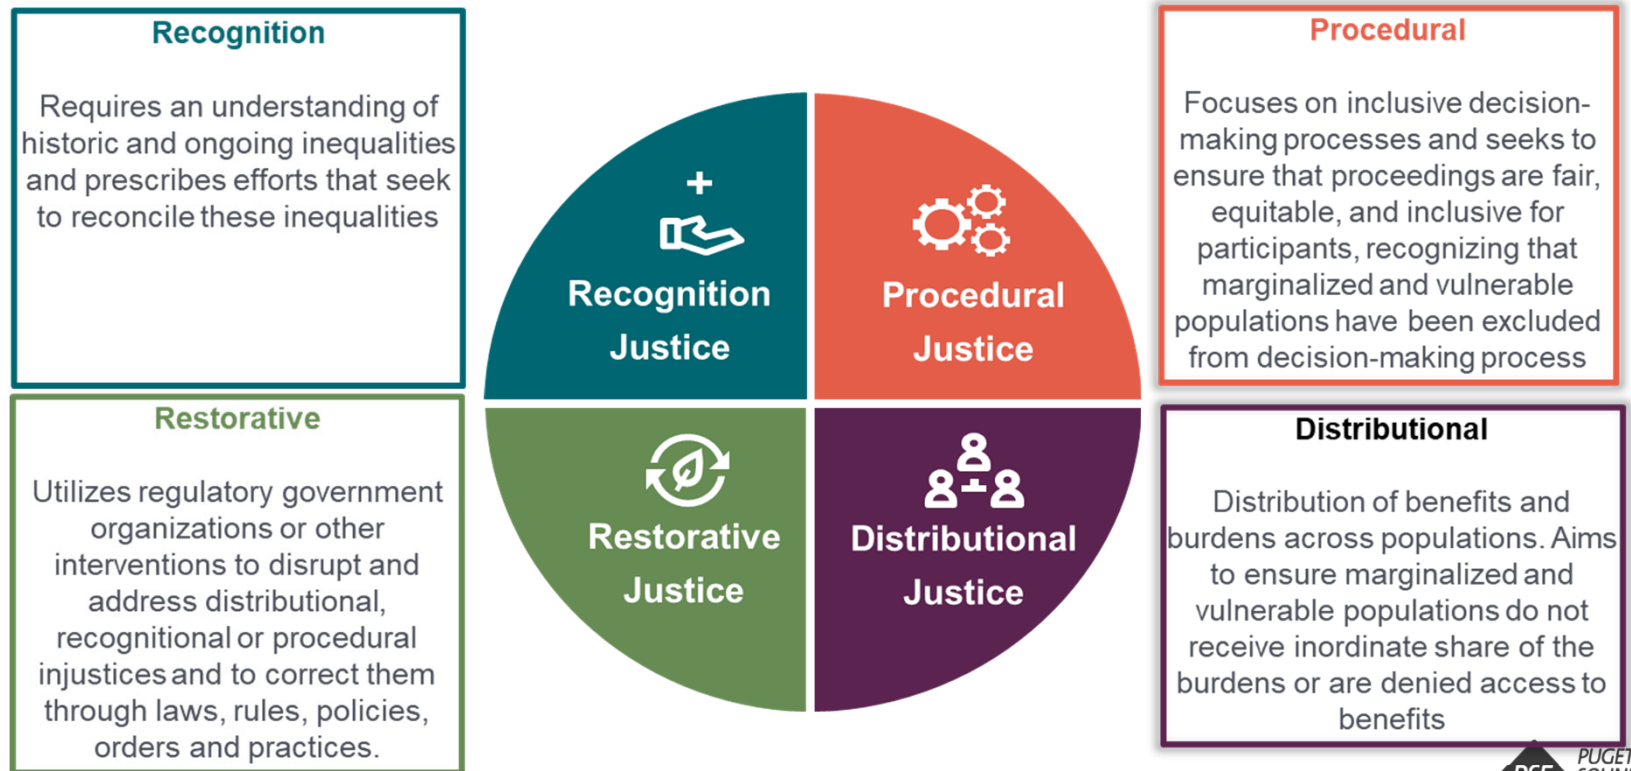 Recognition
Requires an understanding of
historic and ongoing inequalities
and prescribes efforts that seek
to reconcile these inequalities
Procedural
Focuses on inclusive decision-
making processes and seeks to
ensure that proceedings are fair,
equitable, and inclusive for
participants, recognizing that
marginalized and vulnerable
populations have been excluded
from decision-making process
+
Recognition
Justice
Procedural
Justice
Restorative
Justice
Distributional
Justice
Restorative
Utilizes regulatory government
organizations or other
interventions to disrupt and
address distributional,
recognitional or procedural
injustices and to correct them
through laws, rules, policies,
orders and practices.
Distributional
Distribution of benefits and
burdens across populations. Aims
to ensure marginalized and
vulnerable populations do not
receive inordinate share of the
burdens or are denied access to
benefits
PUGET